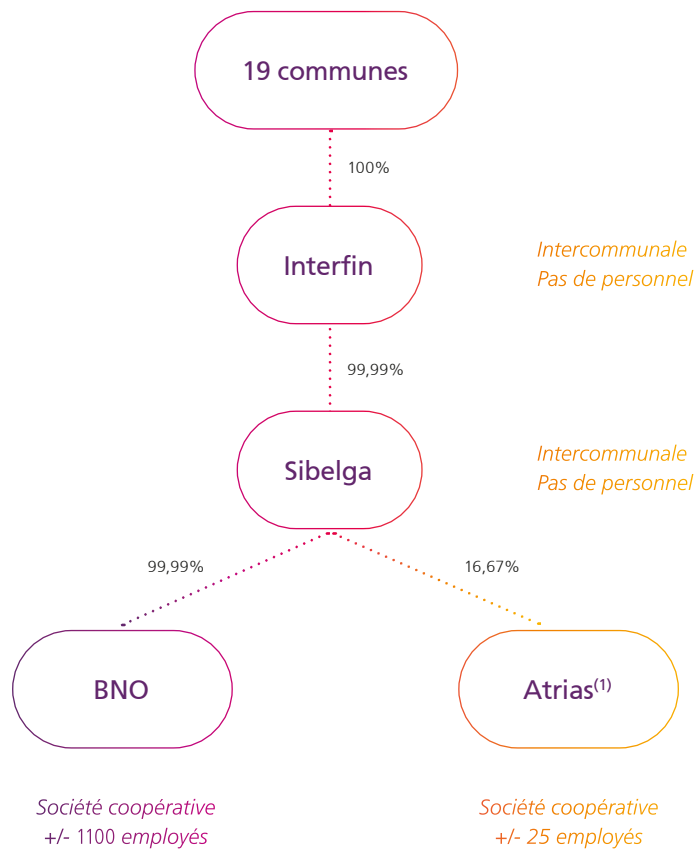 19 communes
100%
Interfin
Intercommunale
Pas de personnel
99,99%
Sibelga
Intercommunale
Pas de personnel
99,99%
16,67%
BNO
Atrias(1)
Société coopérative
+/- 1100 employés
Société coopérative
+/- 25 employés